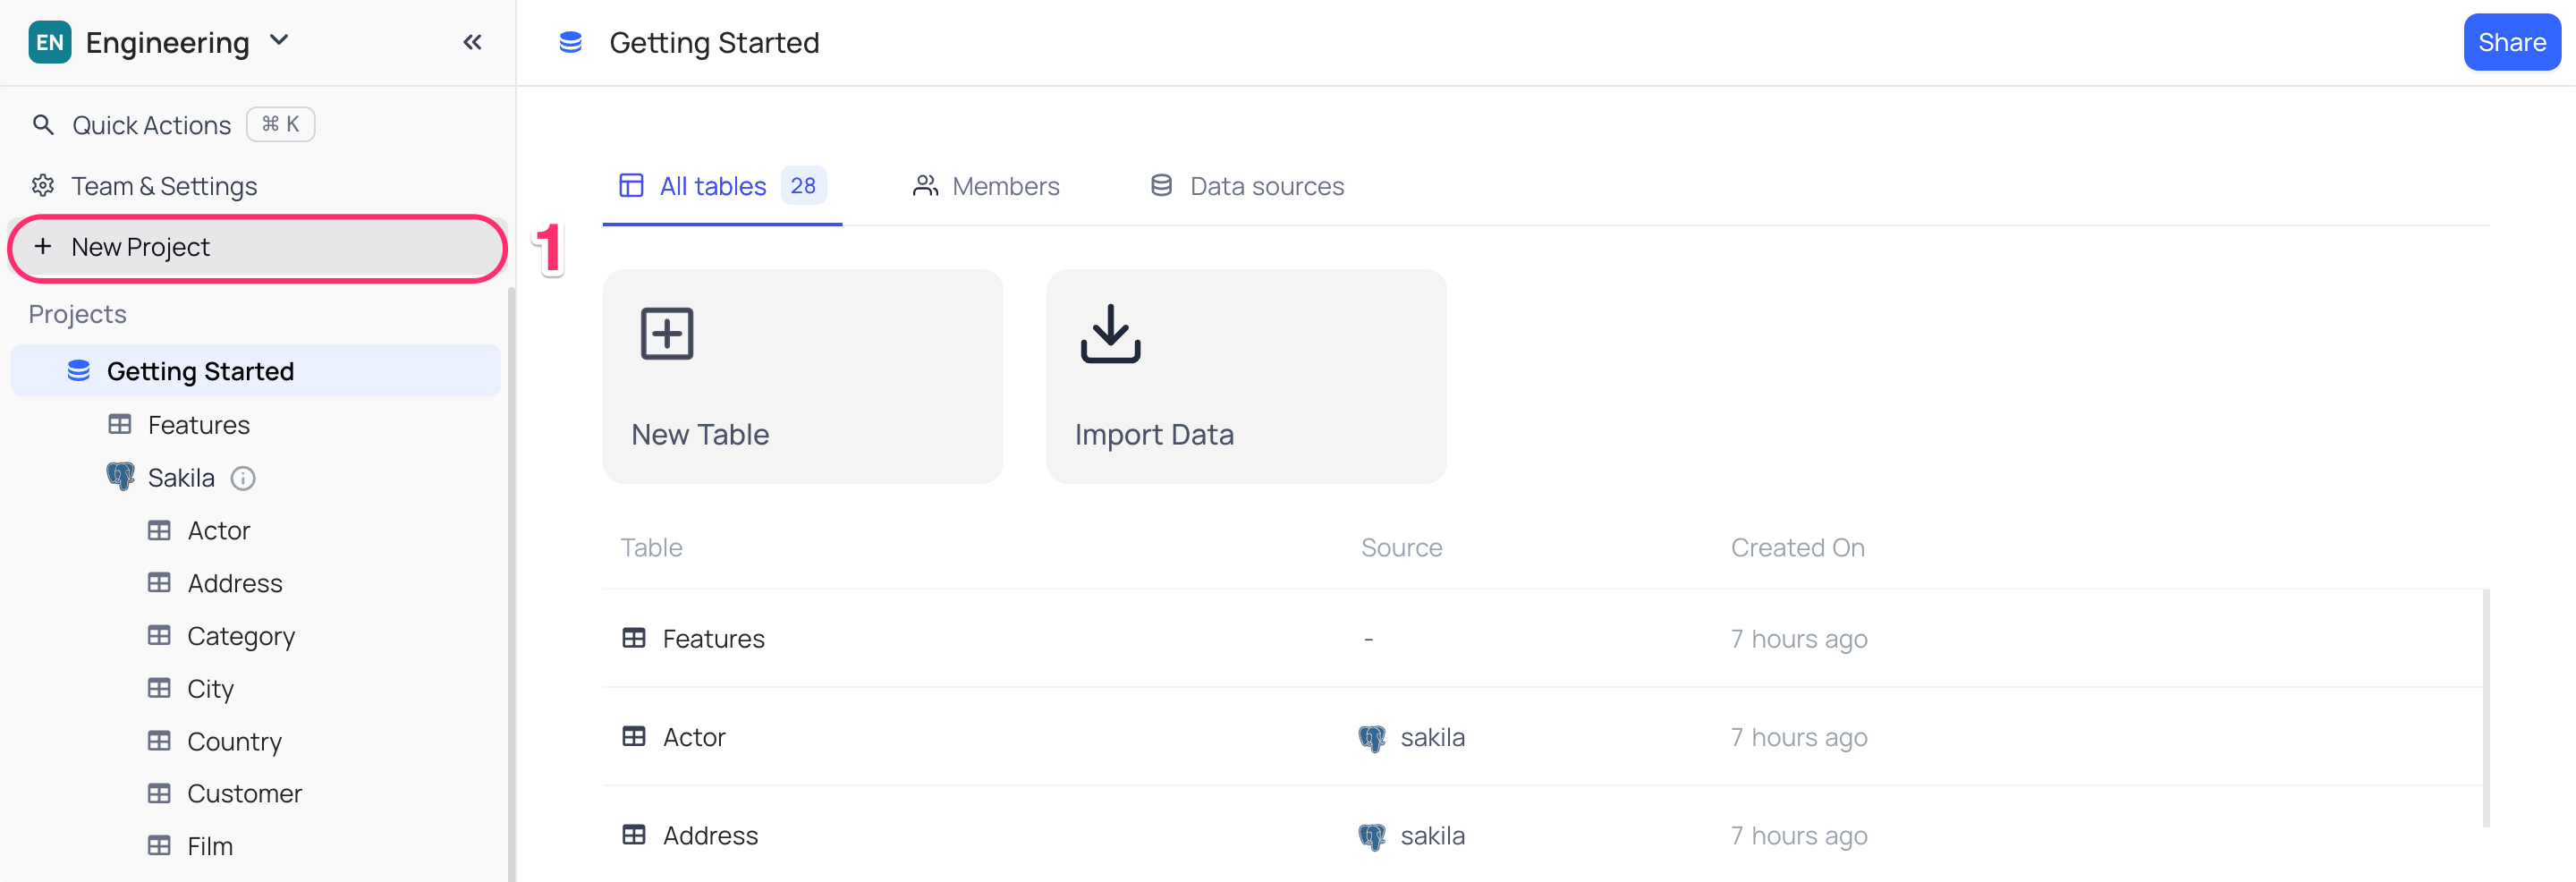 EN Engineering
Quick Actions ⌘ K
Team & Settings
+ New Project
1
Projects
Getting Started
Features
Sakila
Actor
Address
Category
City
Country
Customer
Film
Getting Started
Share
All tables 28 Members Data sources
New Table Import Data
Table Source Created On
Features - 7 hours ago
Actor sakila 7 hours ago
Address sakila 7 hours ago